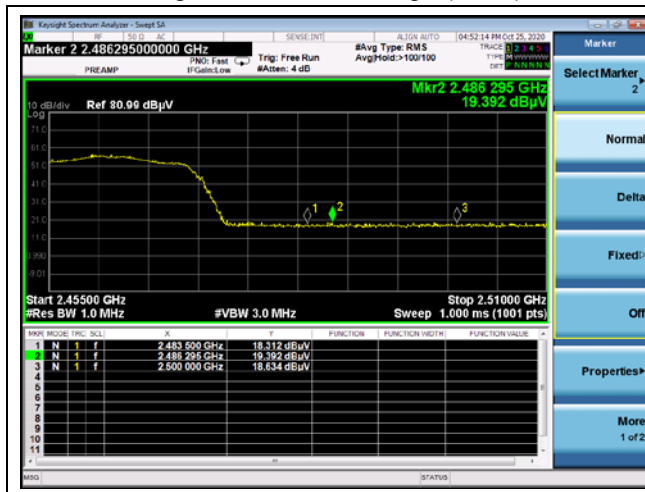 Keysight Spectrum Analyzer - Swept SA
RF 50 Ω AC SENSE:INT ALIGN AUTO 04:52:14 PM Oct 25, 2020
Marker 2 2.486295000000 GHz #Avg Type: RMS TRACE 1 2 3 4 5 6
PNO: Fast Trig: Free Run Avg|Hold:>100/100 TYPE M
PREAMP IFGain:Low #Atten: 4 dB DET P N N N N N
Marker
Select Marker
2
Mkr2 2.486 295 GHz
10 dB/div Ref 80.99 dBµV 19.392 dBµV
Log
71.0
61.0
51.0
41.0
31.0
21.0
11.0
0.990
-9.01
1
2
3
Normal
Delta
Fixed
Off
Start 2.45500 GHz Stop 2.51000 GHz
#Res BW 1.0 MHz #VBW 3.0 MHz Sweep 1.000 ms (1001 pts)
MKR MODE TRC SCL X Y FUNCTION FUNCTION WIDTH FUNCTION VALUE
1 N 1 f 2.483 500 GHz 18.312 dBµV
2 N 1 f 2.486 295 GHz 19.392 dBµV
3 N 1 f 2.500 000 GHz 18.634 dBµV
4
5
6
7
8
9
10
11
Properties
More
1 of 2
MSG STATUS